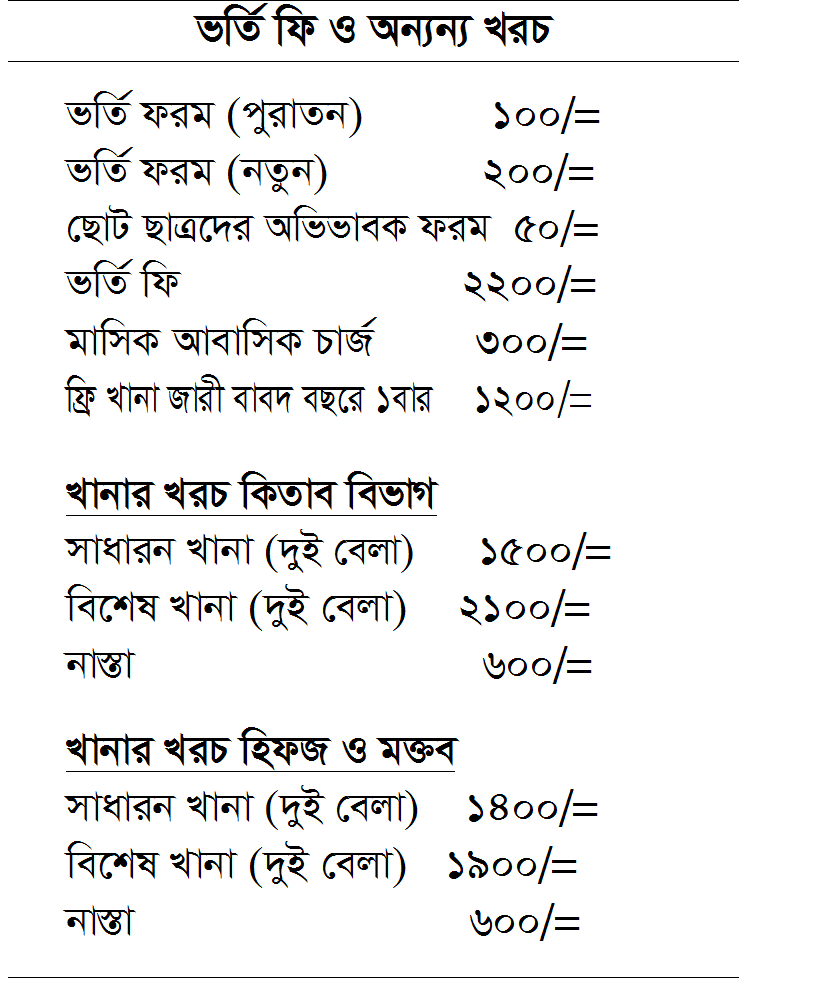 ভর্তি ফি ও অন্যন্য খরচ
ভর্তি ফরম (পুরাতন) ১০০/=
ভর্তি ফরম (নতুন) ২০০/=
ছোট ছাত্রদের অভিভাবক ফরম ৫০/=
ভর্তি ফি ২২০০/=
মাসিক আবাসিক চার্জ ৩০০/=
ফ্রি খানা জারী বাবদ বছরে ১বার ১২০০/=
খানার খরচ কিতাব বিভাগ
সাধারন খানা (দুই বেলা) ১৫০০/=
বিশেষ খানা (দুই বেলা) ২১০০/=
নাস্তা ৬০০/=
খানার খরচ হিফজ ও মক্তব
সাধারন খানা (দুই বেলা) ১৪০০/=
বিশেষ খানা (দুই বেলা) ১৯০০/=
নাস্তা ৬০০/=